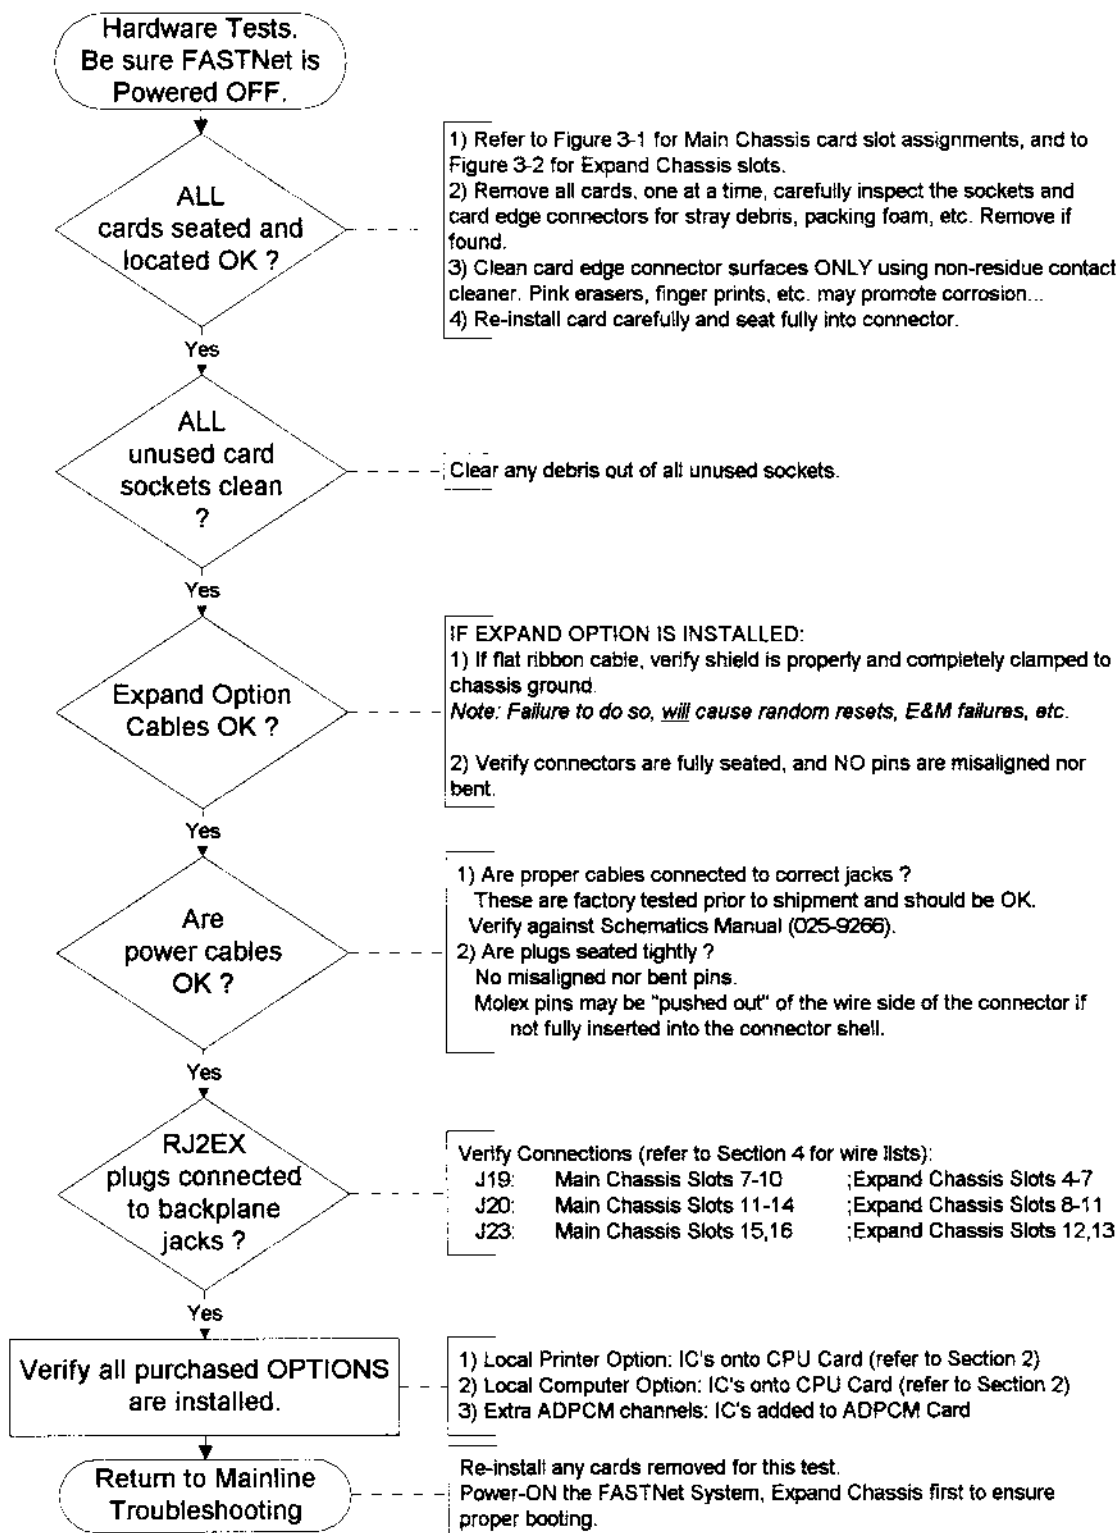 Hardware Tests.
Be sure FASTNet is
Powered OFF.
ALL
cards seated and
located OK ?
1) Refer to Figure 3-1 for Main Chassis card slot assignments, and to
Figure 3-2 for Expand Chassis slots.
2) Remove all cards, one at a time, carefully inspect the sockets and
card edge connectors for stray debris, packing foam, etc. Remove if
found.
3) Clean card edge connector surfaces ONLY using non-residue contact
cleaner. Pink erasers, finger prints, etc. may promote corrosion...
4) Re-install card carefully and seat fully into connector.
Yes
ALL
unused card
sockets clean
?
Clear any debris out of all unused sockets.
Yes
Expand Option
Cables OK ?
IF EXPAND OPTION IS INSTALLED:
1) If flat ribbon cable, verify shield is properly and completely clamped to
chassis ground.
Note: Failure to do so, will cause random resets, E&M failures, etc.
2) Verify connectors are fully seated, and NO pins are misaligned nor
bent.
Yes
Are
power cables
OK ?
1) Are proper cables connected to correct jacks ?
These are factory tested prior to shipment and should be OK.
Verify against Schematics Manual (025-9266).
2) Are plugs seated tightly ?
No misaligned nor bent pins.
Molex pins may be "pushed out" of the wire side of the connector if
not fully inserted into the connector shell.
Yes
RJ2EX
plugs connected
to backplane
jacks ?
Verify Connections (refer to Section 4 for wire lists):
J19: Main Chassis Slots 7-10 ;Expand Chassis Slots 4-7
J20: Main Chassis Slots 11-14 ;Expand Chassis Slots 8-11
J23: Main Chassis Slots 15,16 ;Expand Chassis Slots 12,13
Yes
Verify all purchased OPTIONS
are installed.
1) Local Printer Option: IC's onto CPU Card (refer to Section 2)
2) Local Computer Option: IC's onto CPU Card (refer to Section 2)
3) Extra ADPCM channels: IC's added to ADPCM Card
Return to Mainline
Troubleshooting
Re-install any cards removed for this test.
Power-ON the FASTNet System, Expand Chassis first to ensure
proper booting.